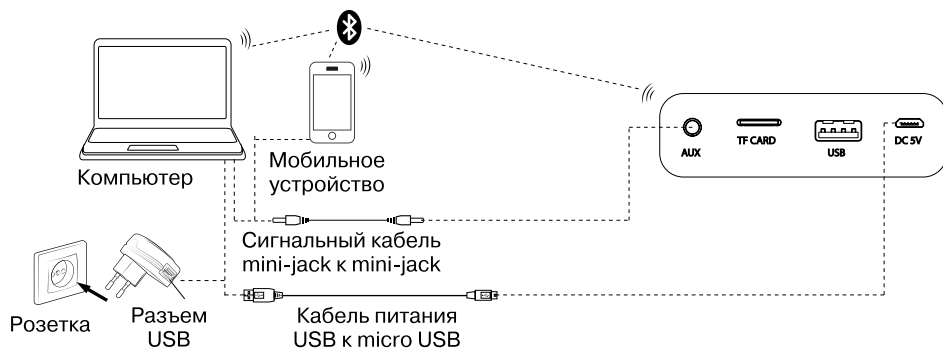 AUX
TF CARD
USB
DC 5V
Компьютер
Мобильное
устройство
Сигнальный кабель
mini-jack к mini-jack
Розетка
Разъем
USB
Кабель питания
USB к micro USB